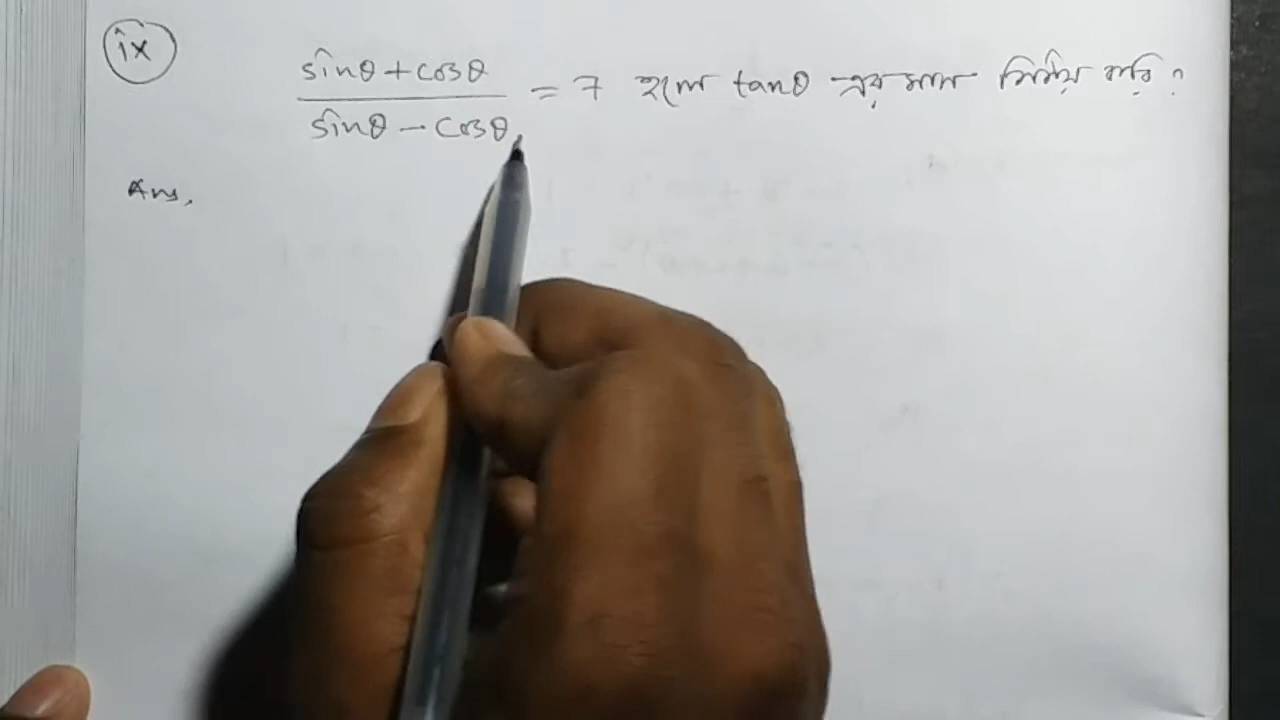 ix
sinθ + cosθ / sinθ - cosθ = 7 হলে tanθ এর মান নির্ণয় করি?
Ans,